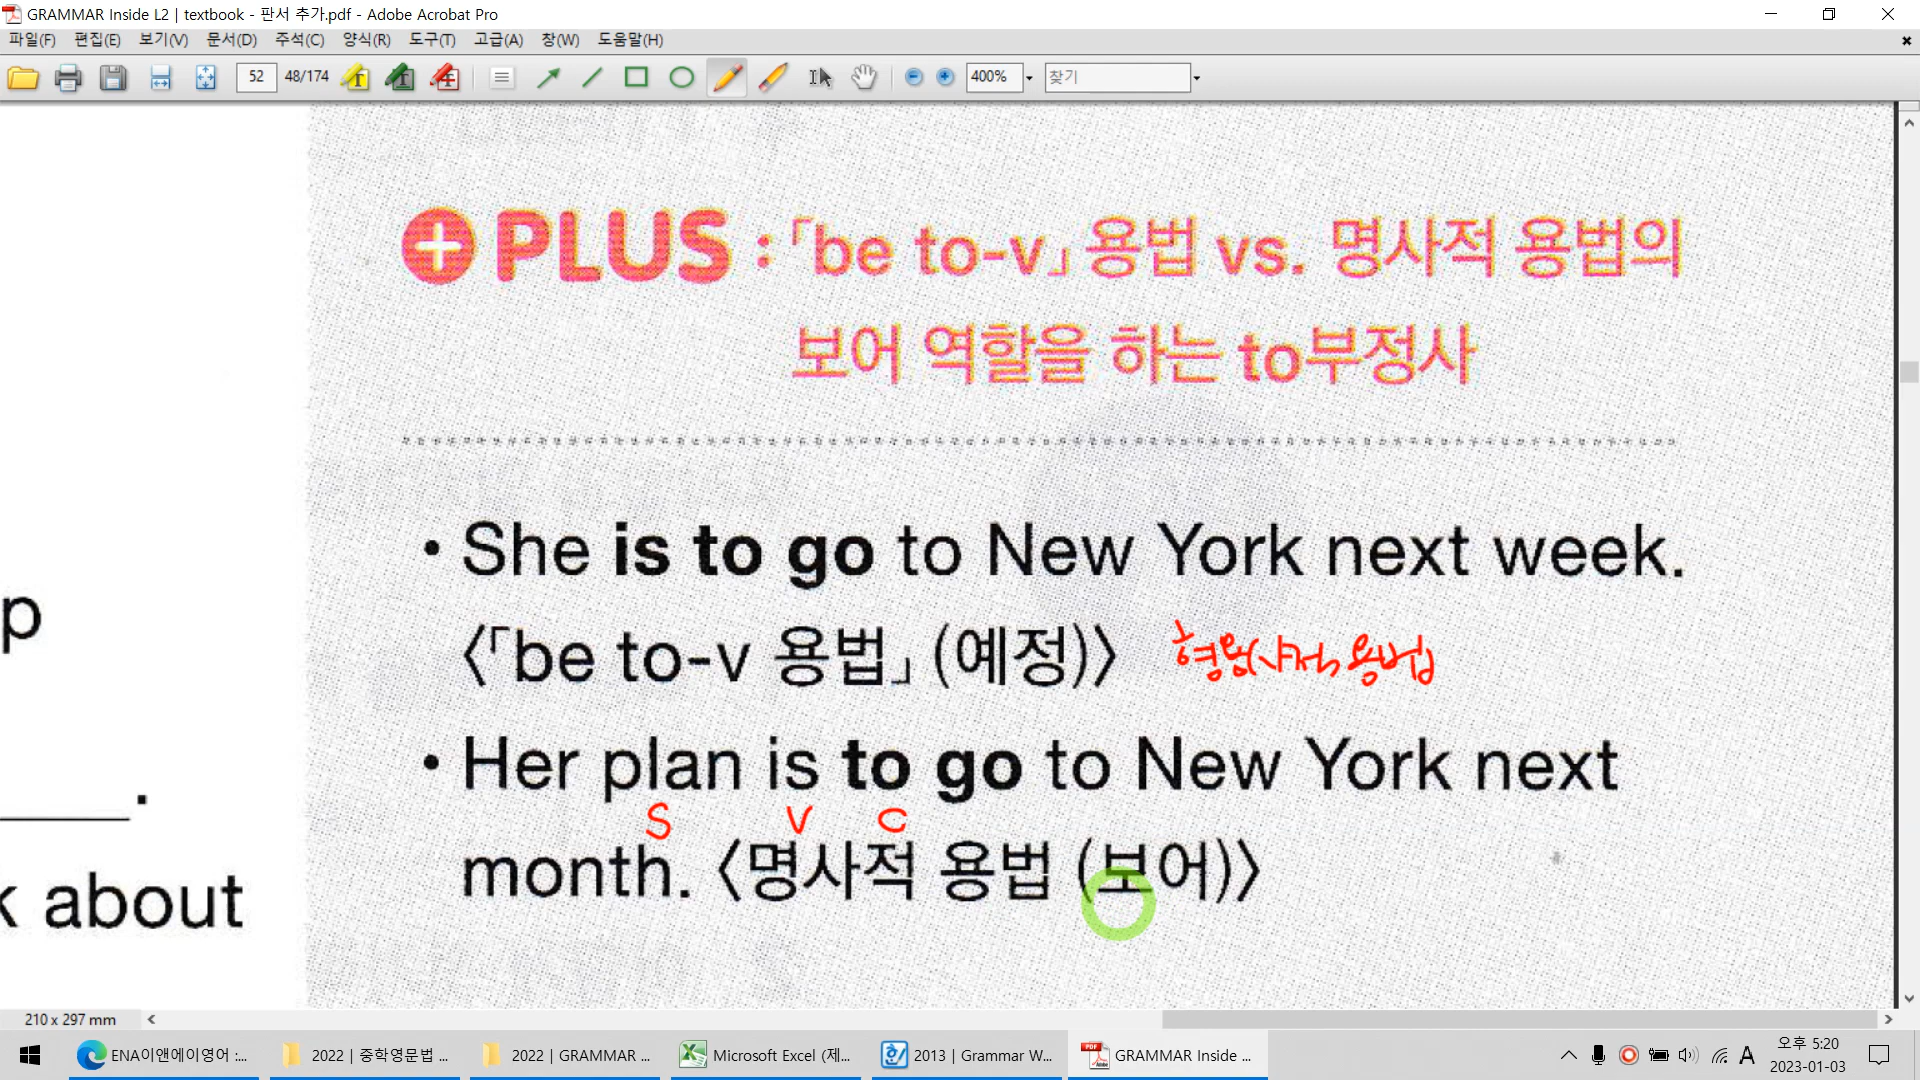 GRAMMAR Inside L2 | textbook - 판서 추가.pdf - Adobe Acrobat Pro
파일(F) 편집(E) 보기(V) 문서(D) 주석(C) 양식(R) 도구(T) 고급(A) 창(W) 도움말(H)
52 48/174 400% 찾기
PLUS : 「be to-v」 용법 vs. 명사적 용법의
보어 역할을 하는 to부정사
• She is to go to New York next week.
p
〈「be to-v 용법」 (예정)〉 형용사적 용법
• Her plan is to go to New York next
S V C
.
month. 〈명사적 용법 (보어)〉
k about
210 x 297 mm
ENA이앤에이영어 :... 2022 | 중학영문법 ... 2022 | GRAMMAR ... Microsoft Excel (제... 2013 | Grammar W... GRAMMAR Inside ... A 오후 5:20
2023-01-03